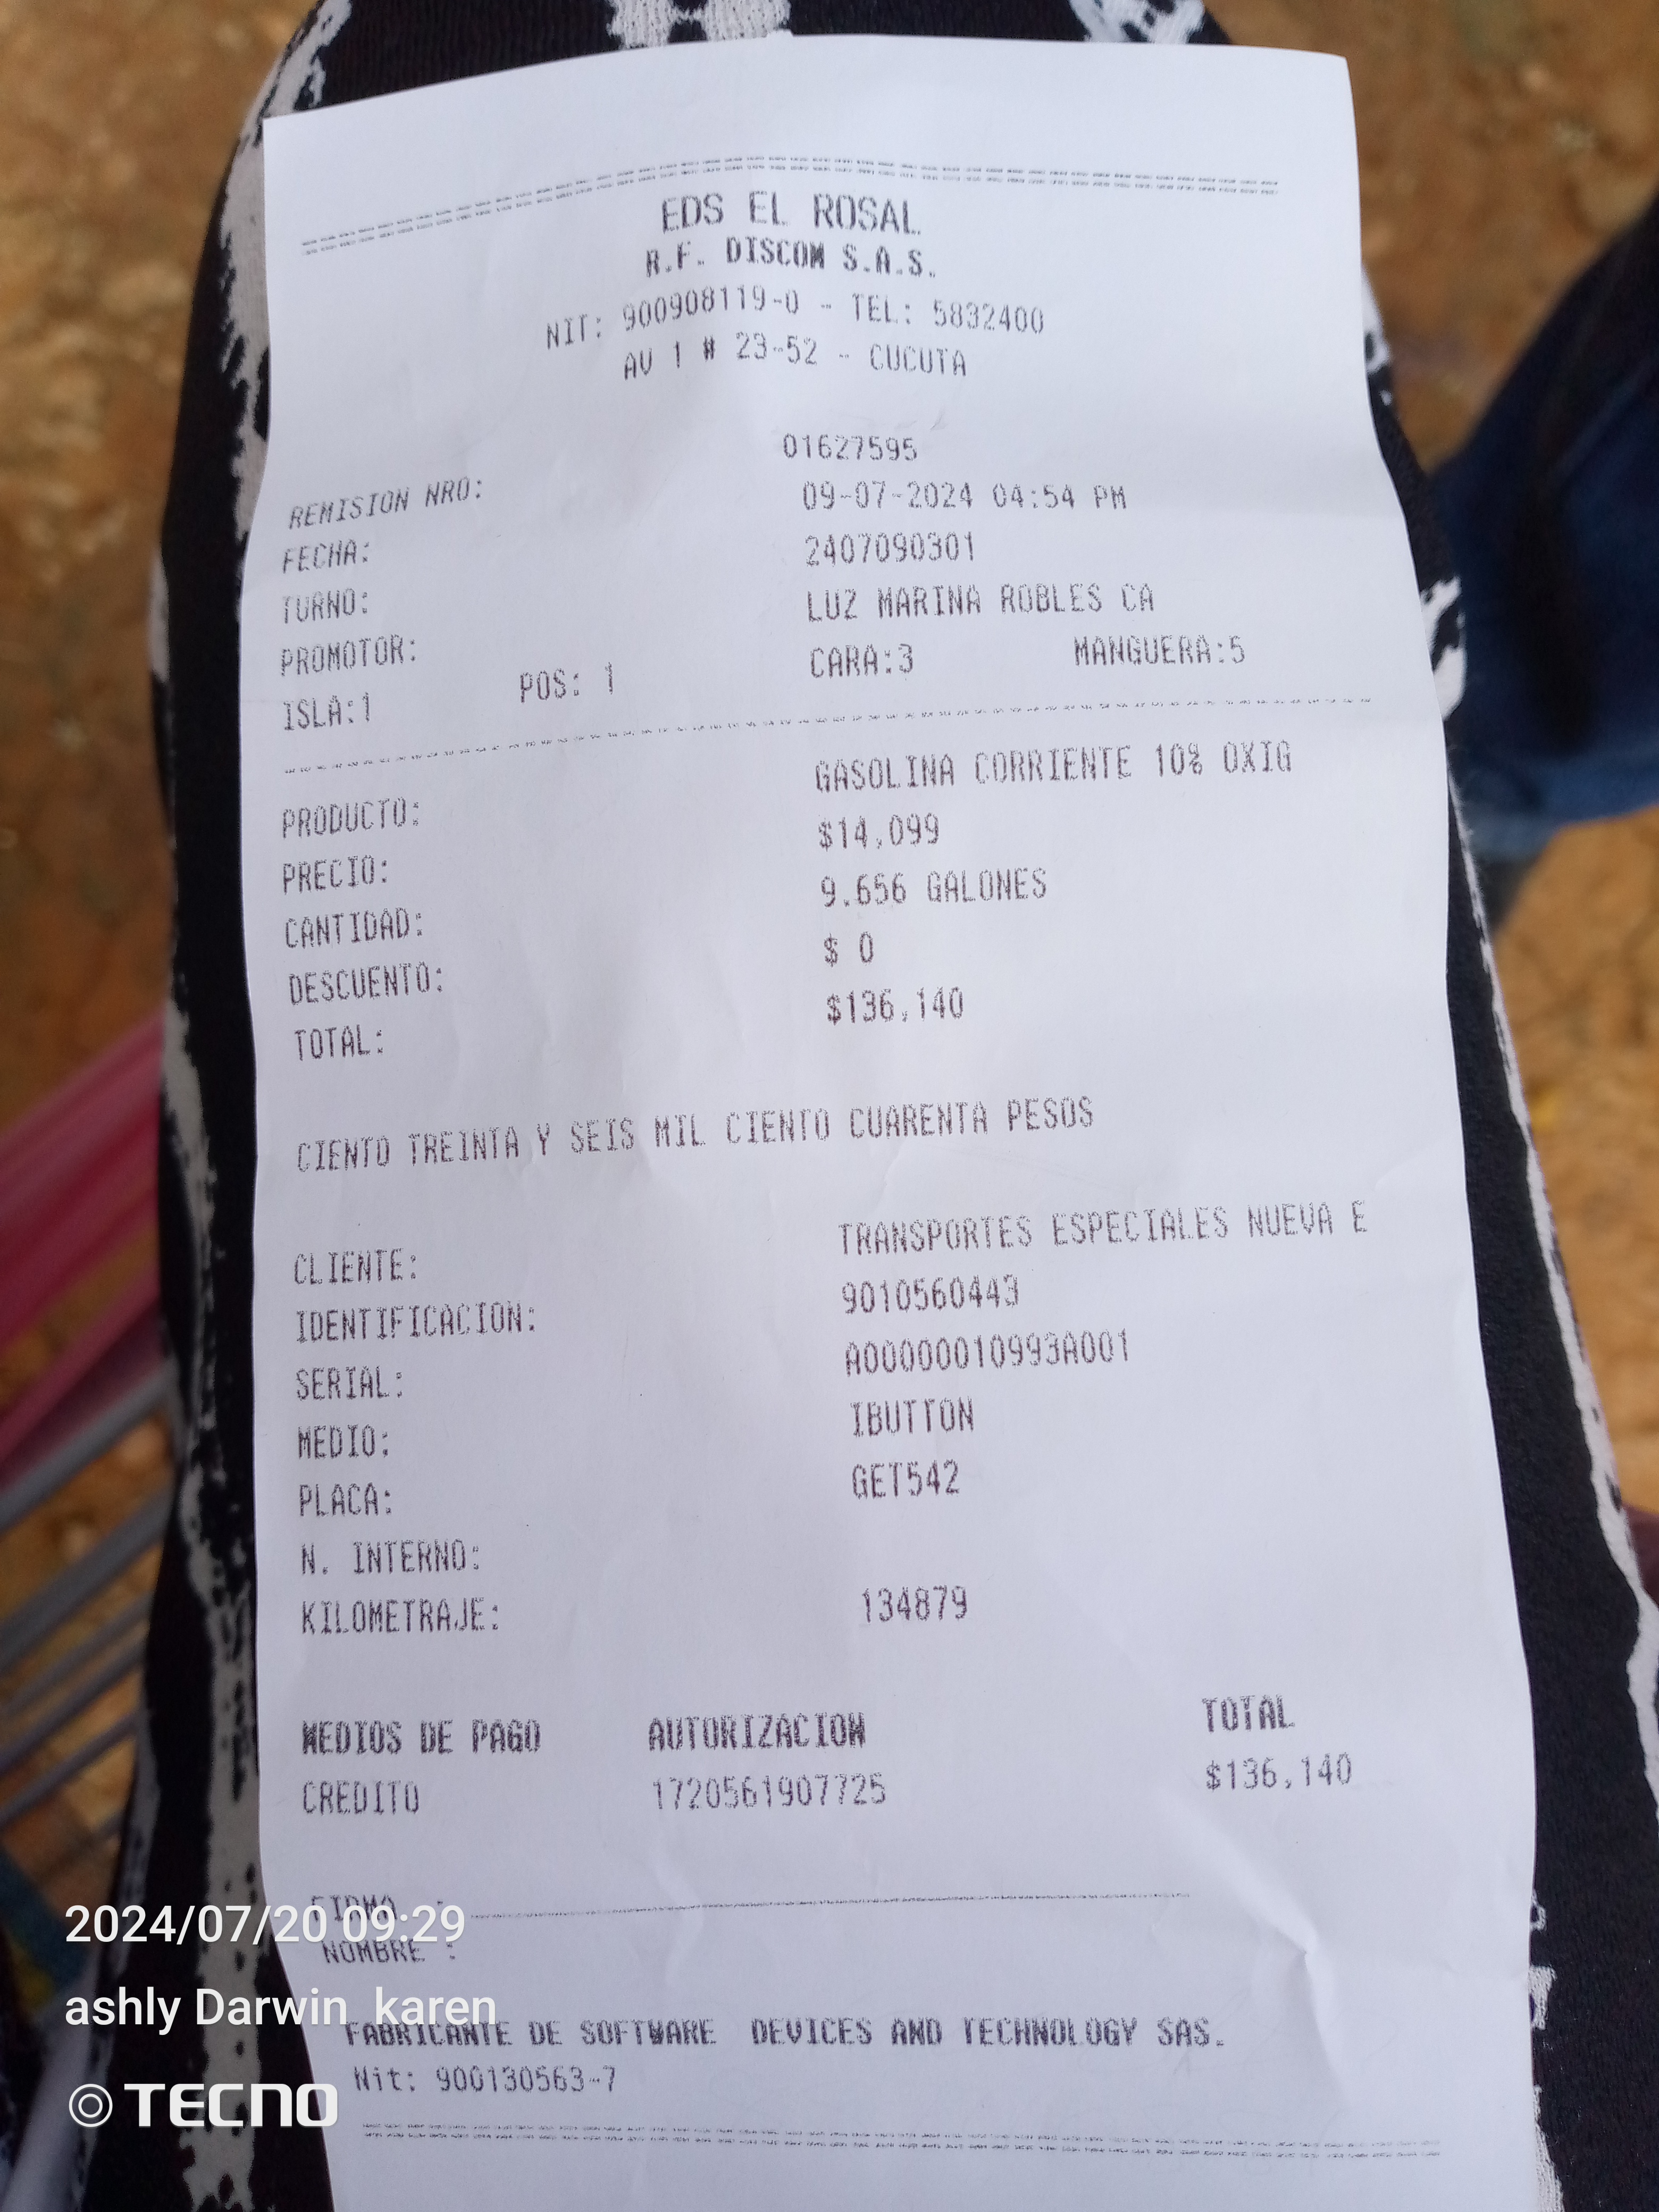 EDS EL ROSAL
R.F. DISCOM S.A.S.
NIT: 900908119-0 - TEL: 5832400
AV 1 # 23-52 - CUCUTA
REMISION NRO: 01627595
FECHA: 09-07-2024 04:54 PM
TURNO: 2407090301
PROMOTOR: LUZ MARINA ROBLES CA
ISLA:1 POS: 1 CARA:3 MANGUERA:5
PRODUCTO: GASOLINA CORRIENTE 10% OXIG
PRECIO: $14,099
CANTIDAD: 9.656 GALONES
DESCUENTO: $ 0
TOTAL: $136,140
CIENTO TREINTA Y SEIS MIL CIENTO CUARENTA PESOS
CLIENTE: TRANSPORTES ESPECIALES NUEVA E
IDENTIFICACION: 9010560443
SERIAL: A00000010993A001
MEDIO: IBUTTON
PLACA: GET542
N. INTERNO:
KILOMETRAJE: 134879
MEDIOS DE PAGO AUTORIZACION TOTAL
CREDITO 1720561907725 $136,140
FIRMA :
2024/07/20 09:29
NOMBRE :
ashly Darwin karen
FABRICANTE DE SOFTWARE DEVICES AND TECHNOLOGY SAS.
Nit: 900130563-7
TECNO